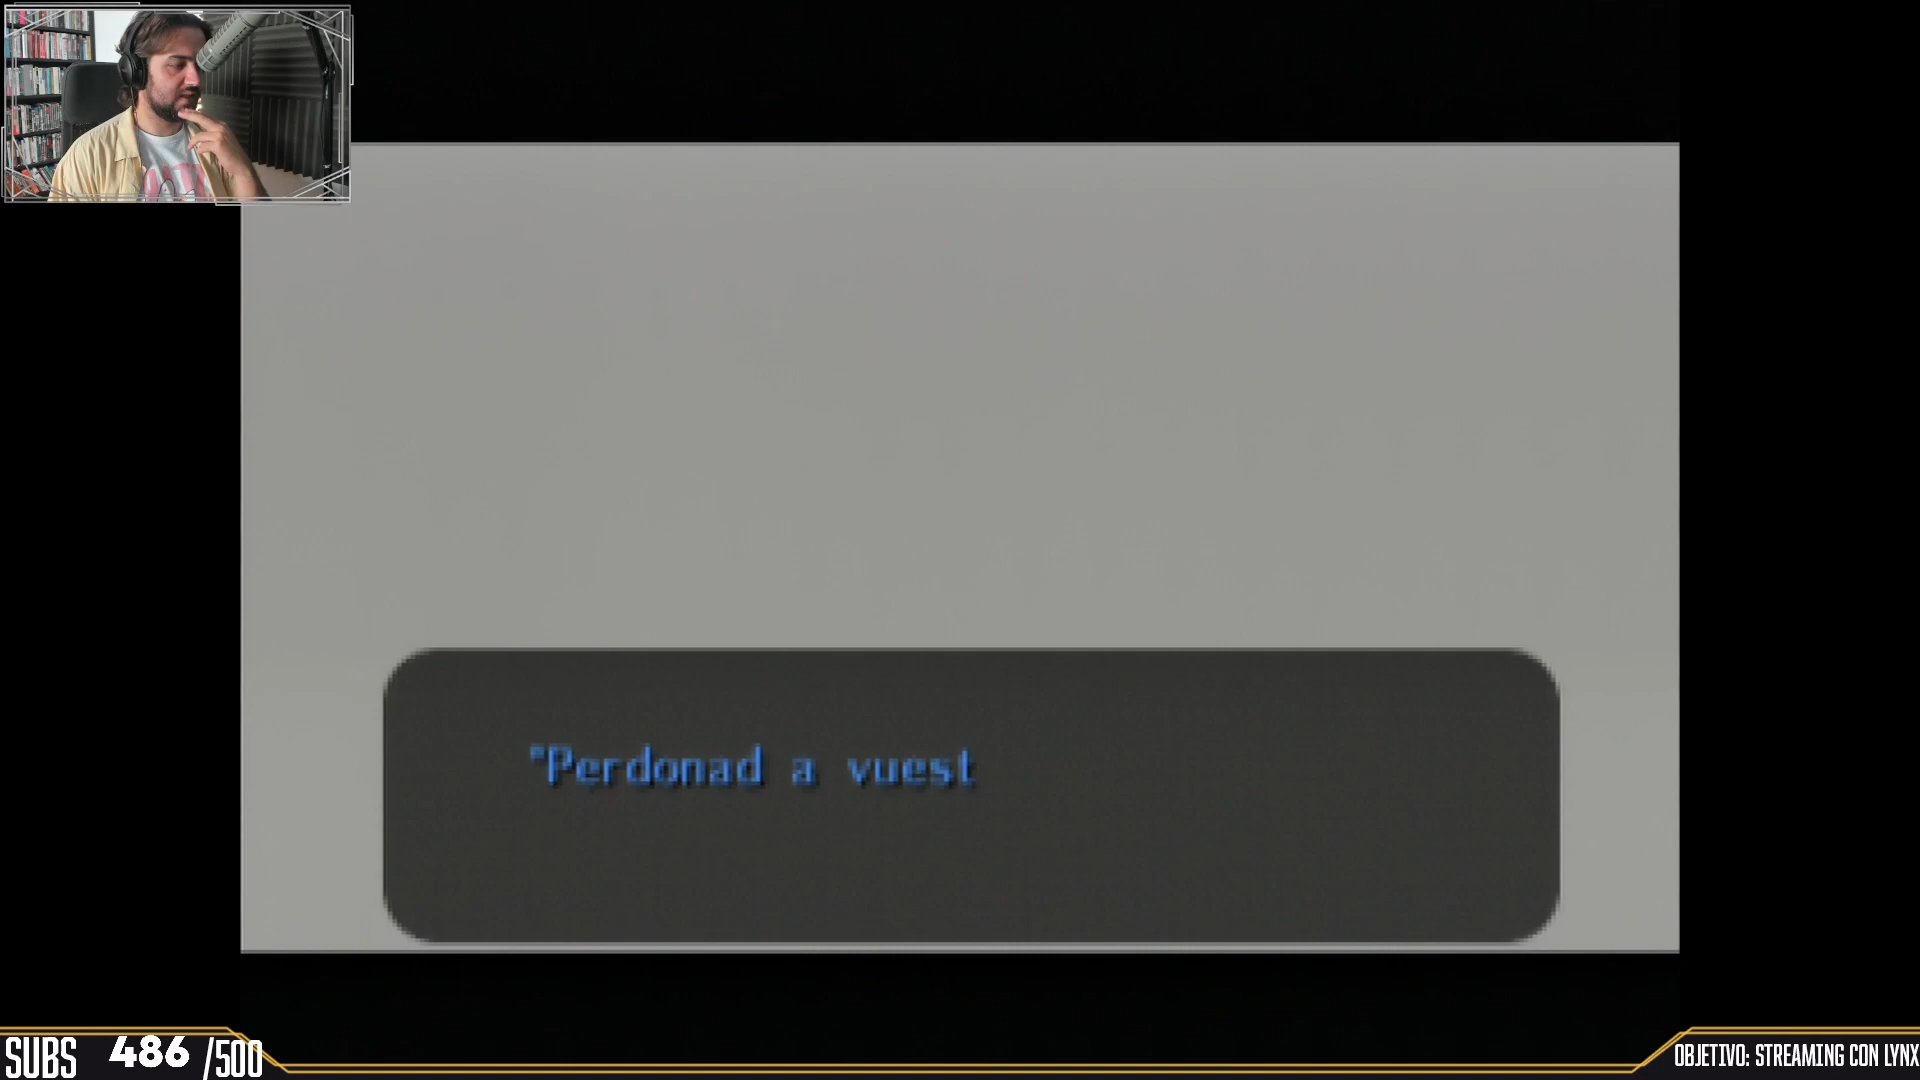 "Perdonad a vuest
SUBS 486 /500
OBJETIVO: STREAMING CON LYNX